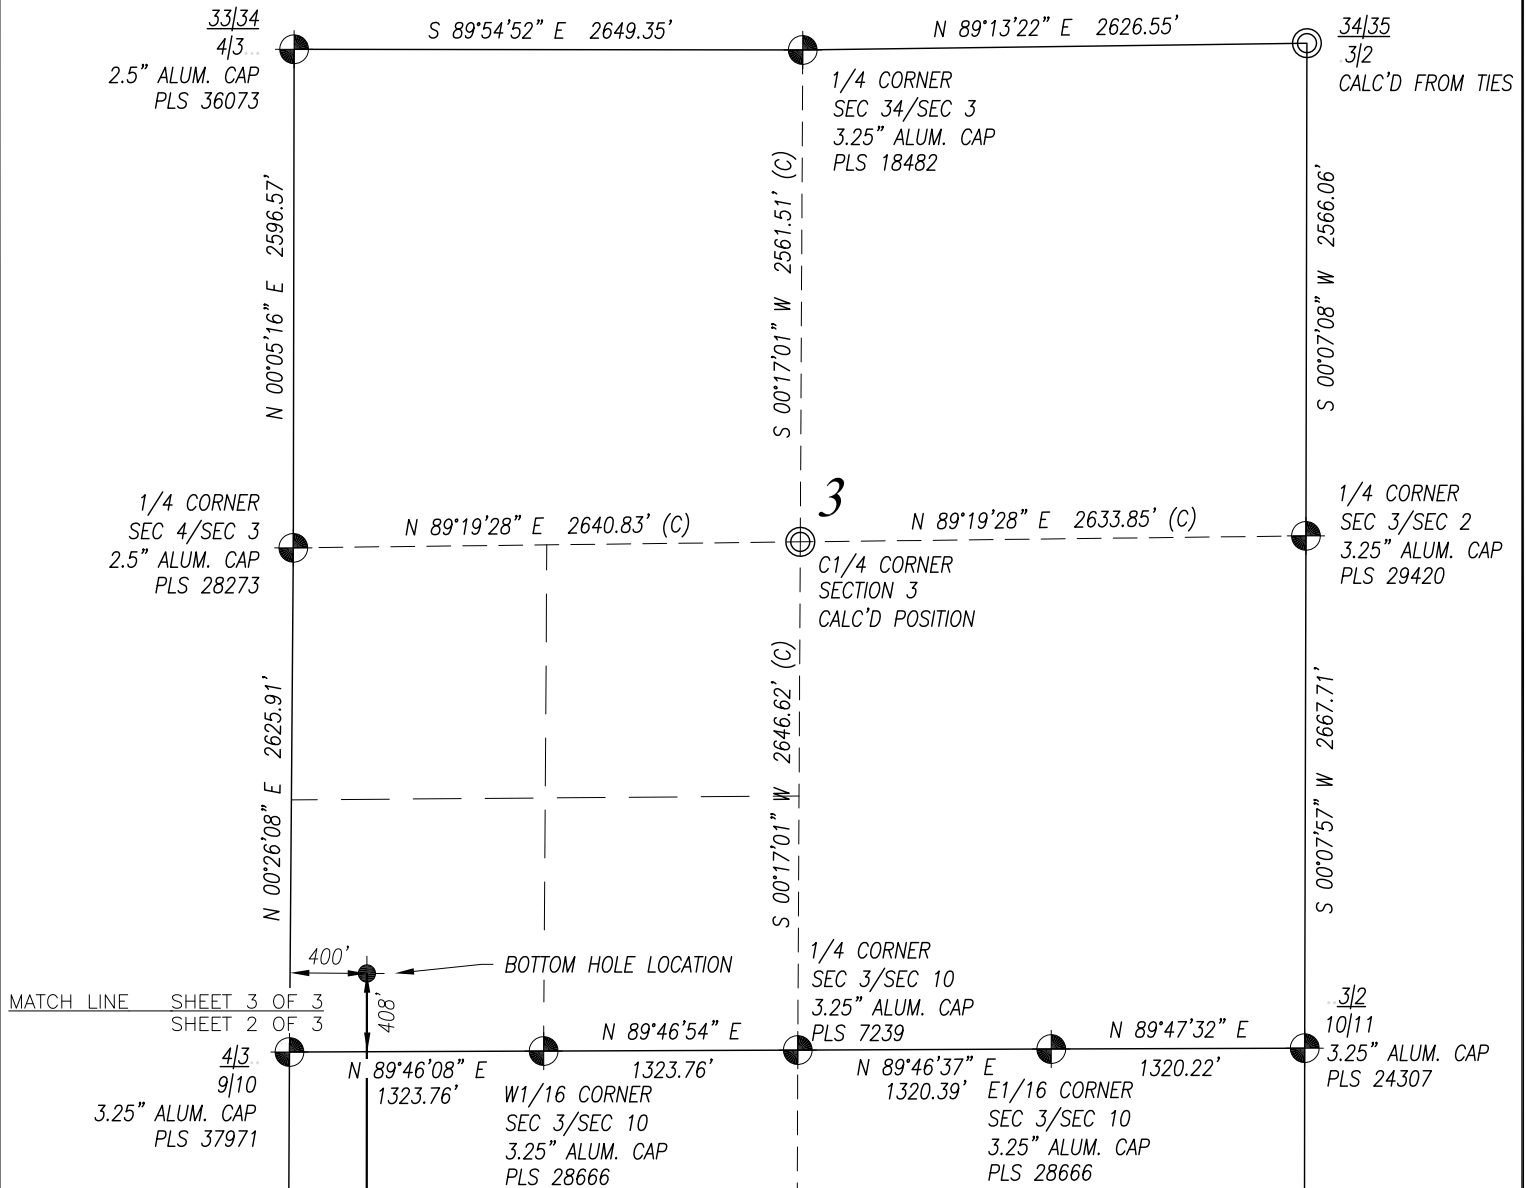 33|34
4|3
2.5" ALUM. CAP
PLS 36073
S 89°54'52" E 2649.35'
N 89°13'22" E 2626.55'
34|35
3|2
CALC'D FROM TIES
1/4 CORNER
SEC 34/SEC 3
3.25" ALUM. CAP
PLS 18482
N 00°05'16" E 2596.57'
S 00°17'01" W 2561.51' (C)
S 00°07'08" W 2566.06'
1/4 CORNER
SEC 4/SEC 3
2.5" ALUM. CAP
PLS 28273
N 89°19'28" E 2640.83' (C)
3
N 89°19'28" E 2633.85' (C)
1/4 CORNER
SEC 3/SEC 2
3.25" ALUM. CAP
PLS 29420
C1/4 CORNER
SECTION 3
CALC'D POSITION
N 00°26'08" E 2625.91'
S 00°17'01" W 2646.62' (C)
S 00°07'57" W 2667.71'
400'
BOTTOM HOLE LOCATION
408'
MATCH LINE SHEET 3 OF 3
SHEET 2 OF 3
1/4 CORNER
SEC 3/SEC 10
3.25" ALUM. CAP
PLS 7239
3|2
10|11
3.25" ALUM. CAP
PLS 24307
4|3
9|10
3.25" ALUM. CAP
PLS 37971
N 89°46'08" E
1323.76'
N 89°46'54" E
1323.76'
N 89°46'37" E
1320.39'
N 89°47'32" E
1320.22'
W1/16 CORNER
SEC 3/SEC 10
3.25" ALUM. CAP
PLS 28666
E1/16 CORNER
SEC 3/SEC 10
3.25" ALUM. CAP
PLS 28666